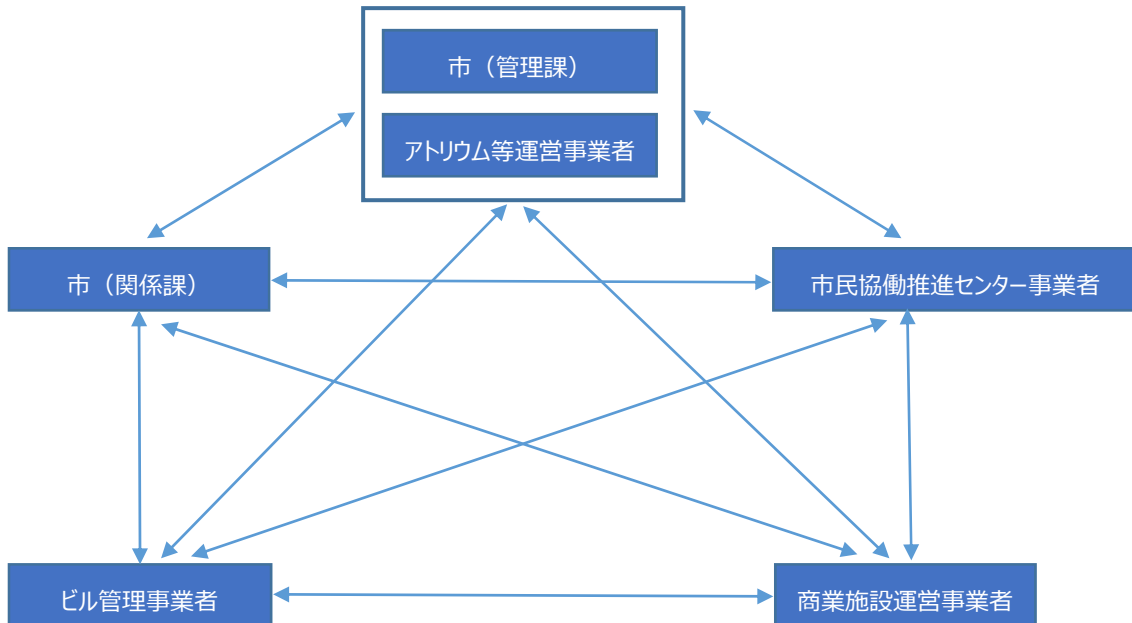 市（管理課）
アトリウム等運営事業者
市（関係課）
市民協働推進センター事業者
ビル管理事業者
商業施設運営事業者